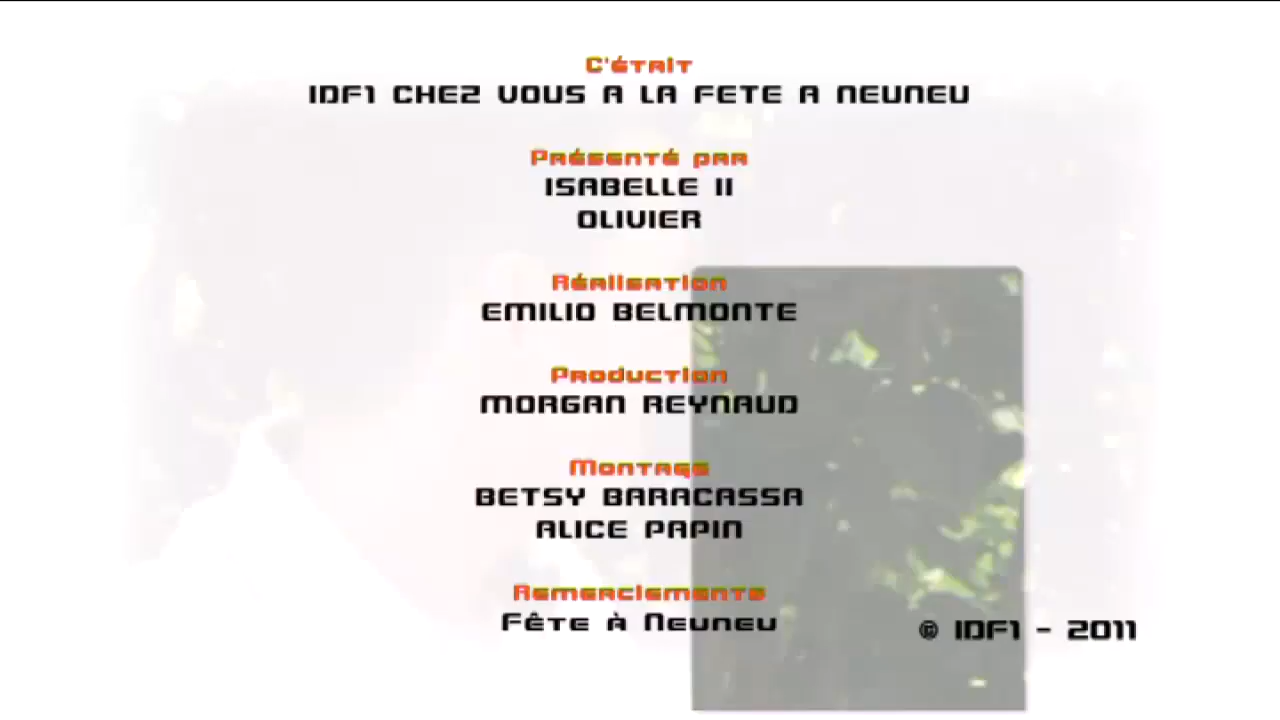 C'était
IDF1 CHEZ VOUS A LA FETE A NEUNEU
Présenté par
ISABELLE II
OLIVIER
Réalisation
EMILIO BELMONTE
Production
MORGAN REYNAUD
Montage
BETSY BARACASSA
ALICE PAPIN
Remerciements
Fête à Neuneu
© IDF1 - 2011